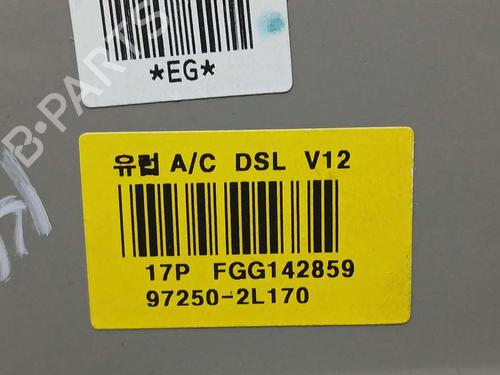 B-PARTS
*EG*
유럽 A/C DSL V12
17P FGG142859
97250-2L170